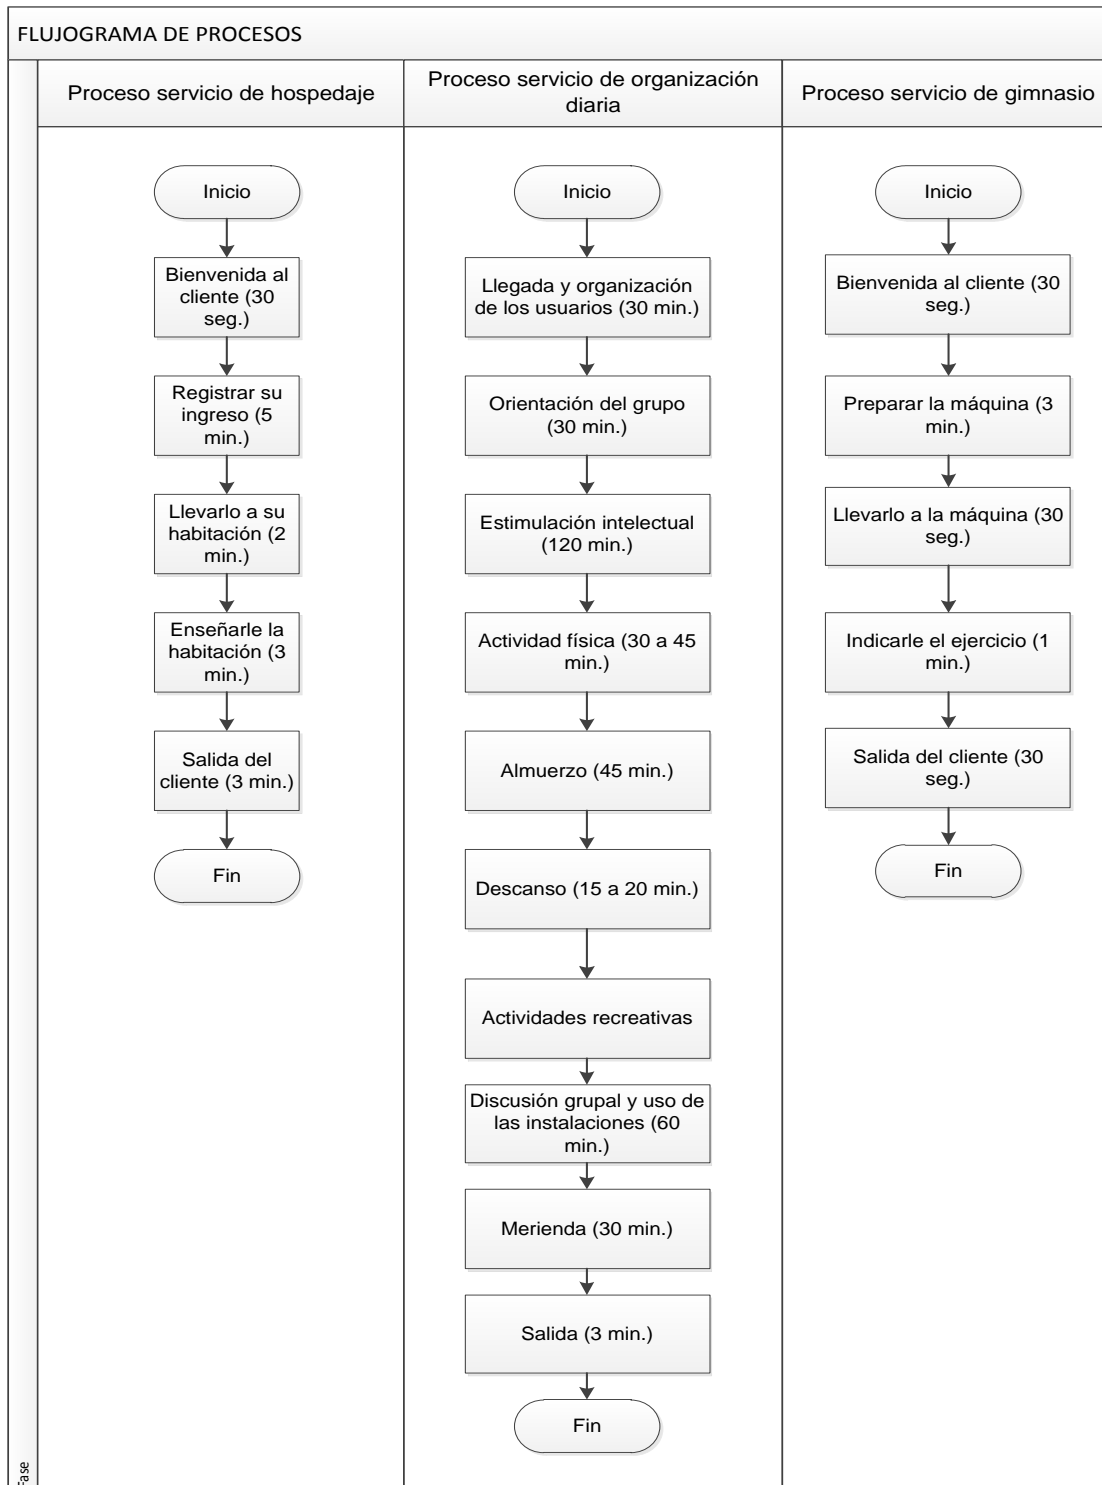 FLUJOGRAMA DE PROCESOS
Proceso servicio de hospedaje
Inicio
Bienvenida al
cliente (30
seg.)
Registrar su
ingreso (5
min.)
Llevarlo a su
habitación (2
min.)
Enseñarle la
habitación (3
min.)
Salida del
cliente (3 min.)
Fin
Proceso servicio de organización
diaria
Inicio
Llegada y organización
de los usuarios (30 min.)
Orientación del grupo
(30 min.)
Estimulación intelectual
(120 min.)
Actividad física (30 a 45
min.)
Almuerzo (45 min.)
Descanso (15 a 20 min.)
Actividades recreativas
Discusión grupal y uso de
las instalaciones (60
min.)
Merienda (30 min.)
Salida (3 min.)
Fin
Proceso servicio de gimnasio
Inicio
Bienvenida al cliente (30
seg.)
Preparar la máquina (3
min.)
Llevarlo a la máquina (30
seg.)
Indicarle el ejercicio (1
min.)
Salida del cliente (30
seg.)
Fin
Fase